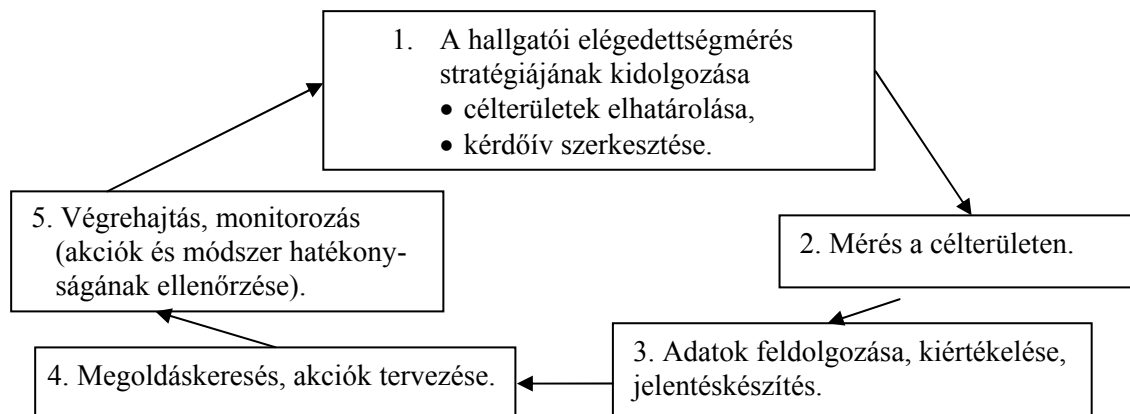 1. A hallgatói elégedettségmérés
stratégiájának kidolgozása
• célterületek elhatárolása,
• kérdőív szerkesztése.
2. Mérés a célterületen.
3. Adatok feldolgozása, kiértékelése,
jelentéskészítés.
4. Megoldáskeresés, akciók tervezése.
5. Végrehajtás, monitorozás
(akciók és módszer hatékony-
ságának ellenőrzése).